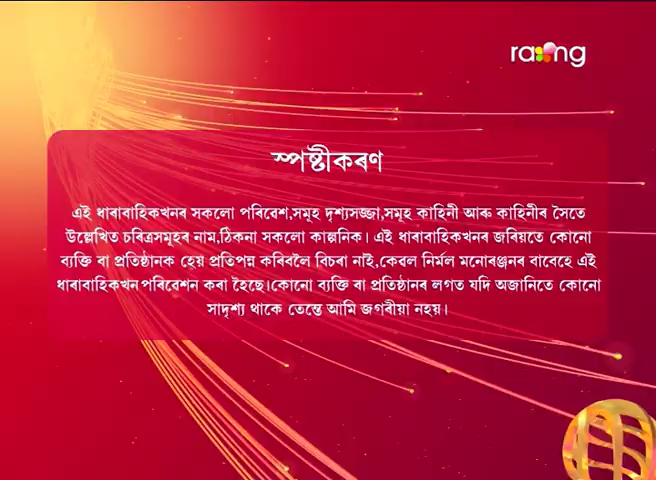 rang
স্পষ্টীকৰণ
এই ধাৰাবাহিকখনৰ সকলো পৰিৱেশ,সমূহ দৃশ্যসজ্জা,সমূহ কাহিনী আৰু কাহিনীৰ সৈতে
উল্লেখিত চৰিত্ৰসমূহৰ নাম,ঠিকনা সকলো কাল্পনিক। এই ধাৰাবাহিকখনৰ জৰিয়তে কোনো
ব্যক্তি বা প্ৰতিষ্ঠানক হেয় প্ৰতিপন্ন কৰিবলৈ বিচৰা নাই,কেৱল নিৰ্মল মনোৰঞ্জনৰ বাবেহে এই
ধাৰাবাহিকখন পৰিৱেশন কৰা হৈছে।কোনো ব্যক্তি বা প্ৰতিষ্ঠানৰ লগত যদি অজানিতে কোনো
সাদৃশ্য থাকে তেন্তে আমি জগৰীয়া নহয়।